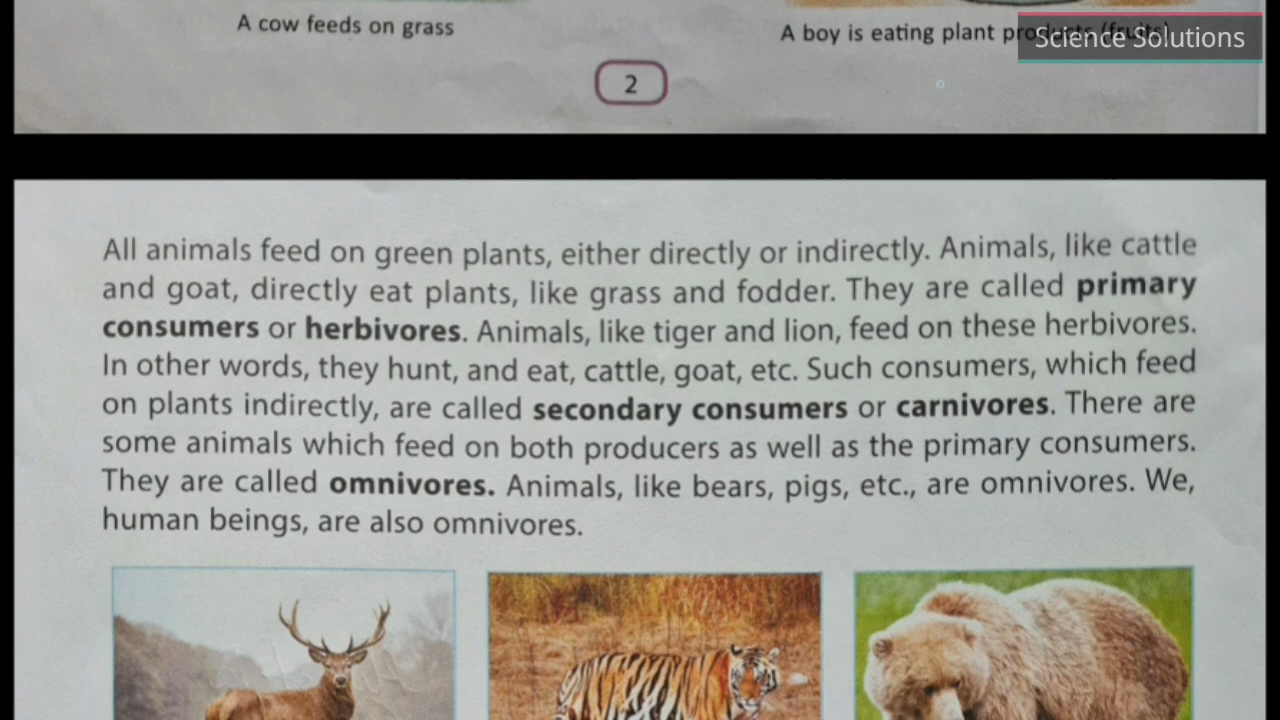 A cow feeds on grass
A boy is eating plant products (fruits)
Science Solutions
2
All animals feed on green plants, either directly or indirectly. Animals, like cattle
and goat, directly eat plants, like grass and fodder. They are called primary
consumers or herbivores. Animals, like tiger and lion, feed on these herbivores.
In other words, they hunt, and eat, cattle, goat, etc. Such consumers, which feed
on plants indirectly, are called secondary consumers or carnivores. There are
some animals which feed on both producers as well as the primary consumers.
They are called omnivores. Animals, like bears, pigs, etc., are omnivores. We,
human beings, are also omnivores.